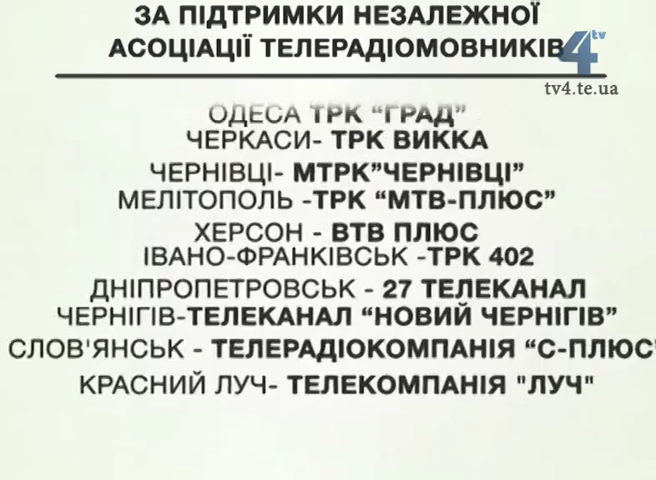 ЗА ПІДТРИМКИ НЕЗАЛЕЖНОЇ
АСОЦІАЦІЇ ТЕЛЕРАДІОМОВНИКІВ
4 tv
tv4.te.ua
ОДЕСА ТРК “ГРАД”
ЧЕРКАСИ- ТРК ВИККА
ЧЕРНІВЦІ- МТРК”ЧЕРНІВЦІ”
МЕЛІТОПОЛЬ -ТРК “МТВ-ПЛЮС”
ХЕРСОН - ВТВ ПЛЮС
ІВАНО-ФРАНКІВСЬК -ТРК 402
ДНІПРОПЕТРОВСЬК - 27 ТЕЛЕКАНАЛ
ЧЕРНІГІВ-ТЕЛЕКАНАЛ “НОВИЙ ЧЕРНІГІВ”
СЛОВ'ЯНСЬК - ТЕЛЕРАДІОКОМПАНІЯ “С-ПЛЮС”
КРАСНИЙ ЛУЧ- ТЕЛЕКОМПАНІЯ "ЛУЧ"